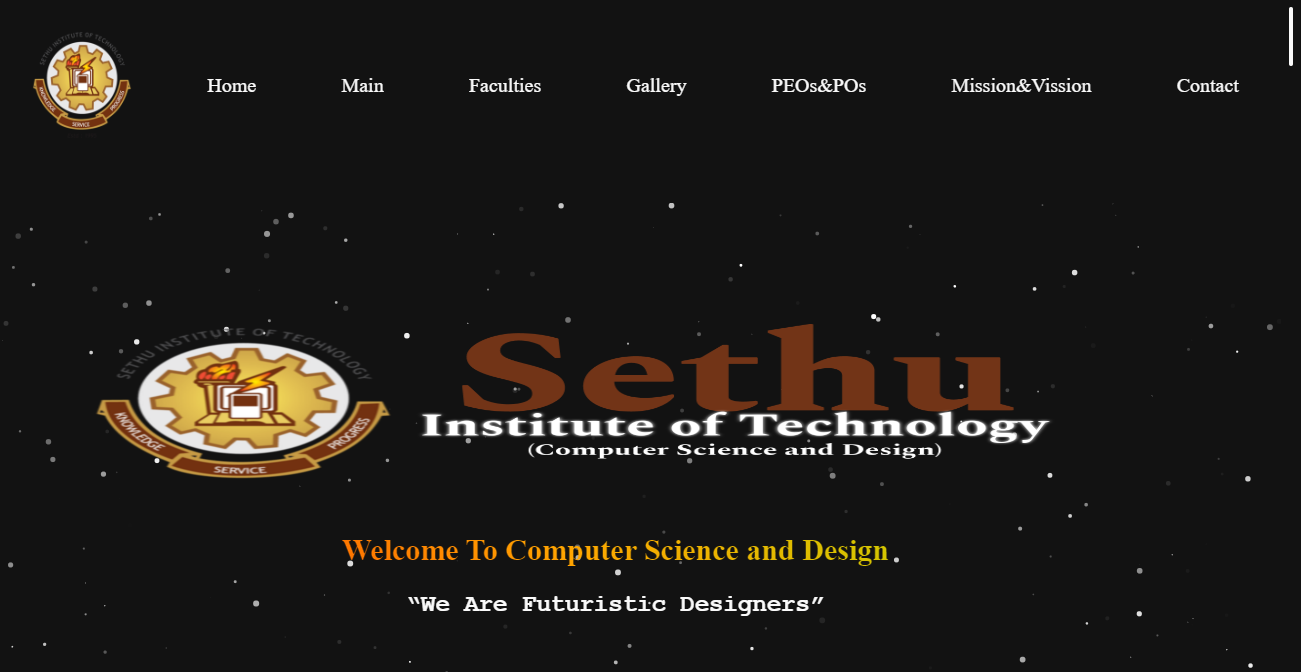 SETHU INSTITUTE OF TECHNOLOGY
KNOWLEDGE
SERVICE
PROGRESS
Home
Main
Faculties
Gallery
PEOs&POs
Mission&Vission
Contact
SETHU INSTITUTE OF TECHNOLOGY
KNOWLEDGE
SERVICE
PROGRESS
Sethu
Institute of Technology
(Computer Science and Design)
Welcome To Computer Science and Design
“We Are Futuristic Designers”